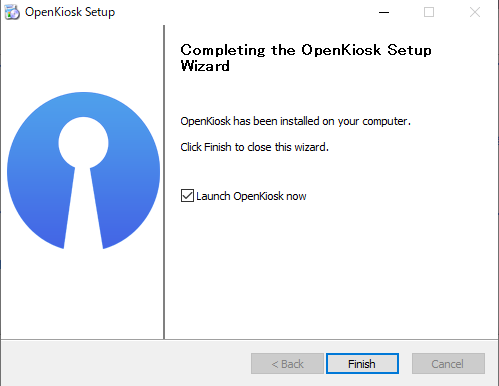 OpenKiosk Setup
Completing the OpenKiosk Setup
Wizard
OpenKiosk has been installed on your computer.
Click Finish to close this wizard.
Launch OpenKiosk now
< Back
Finish
Cancel